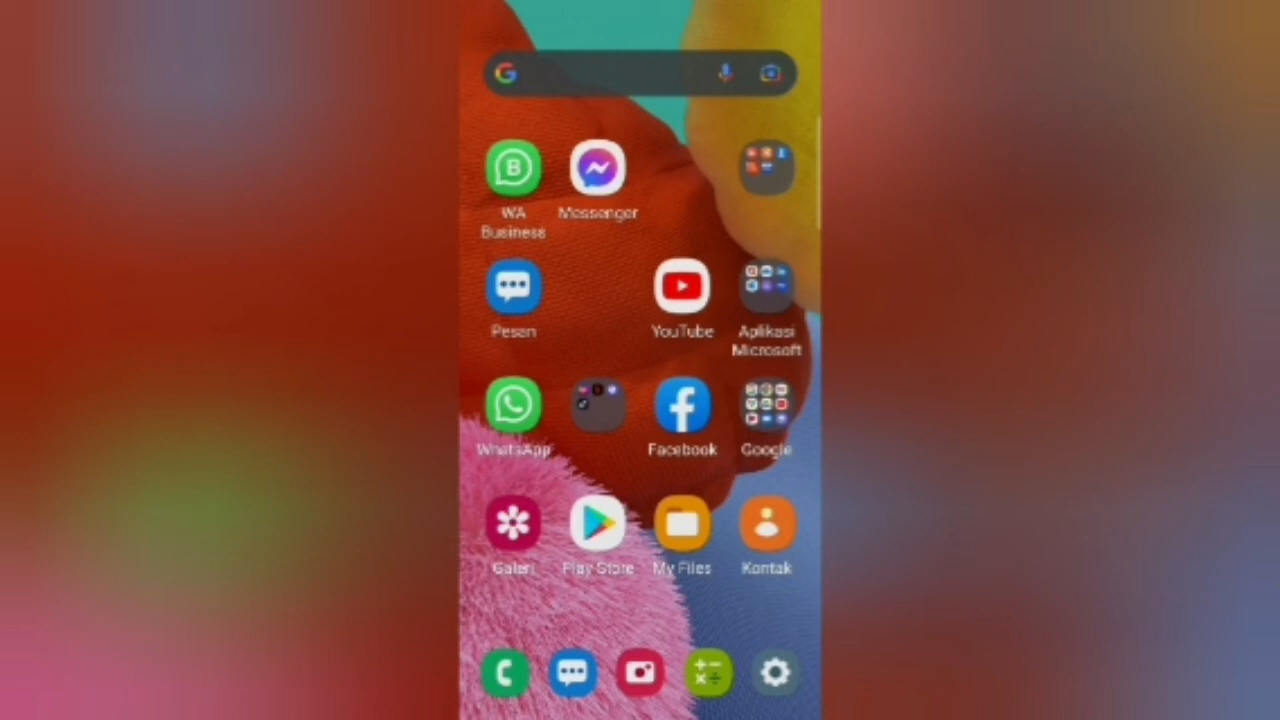 WA
Business
Messenger
Pesan
YouTube
Aplikasi
Microsoft
WhatsApp
Facebook
Google
Galeri
Play Store
My Files
Kontak